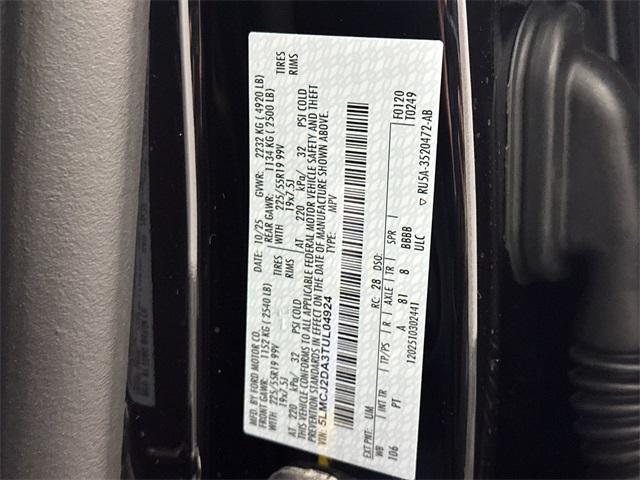 MFD. BY FORD MOTOR CO.
DATE: 10/25 GVWR: 2232 KG ( 4920 LB)
FRONT GAWR: 1152 KG ( 2540 LB) REAR GAWR: 1134 KG ( 2500 LB)
WITH 225/55R19 99V TIRES WITH 225/55R19 99V TIRES
19x7.5J RIMS 19x7.5J RIMS
AT 220 kPa/ 32 PSI COLD AT 220 kPa/ 32 PSI COLD
THIS VEHICLE CONFORMS TO ALL APPLICABLE FEDERAL MOTOR VEHICLE SAFETY AND THEFT
PREVENTION STANDARDS IN EFFECT ON THE DATE OF MANUFACTURE SHOWN ABOVE.
VIN: 5LMCJ2DA3TUL04924 TYPE: MPV
EXT PNT: UM RC: 28 DSO: F0120
WB INT TR TP/PS R AXLE TR SPR T0249
106 PT A 81 8 BBBB
1202510302441 ULC
RU5A-3520472-AB